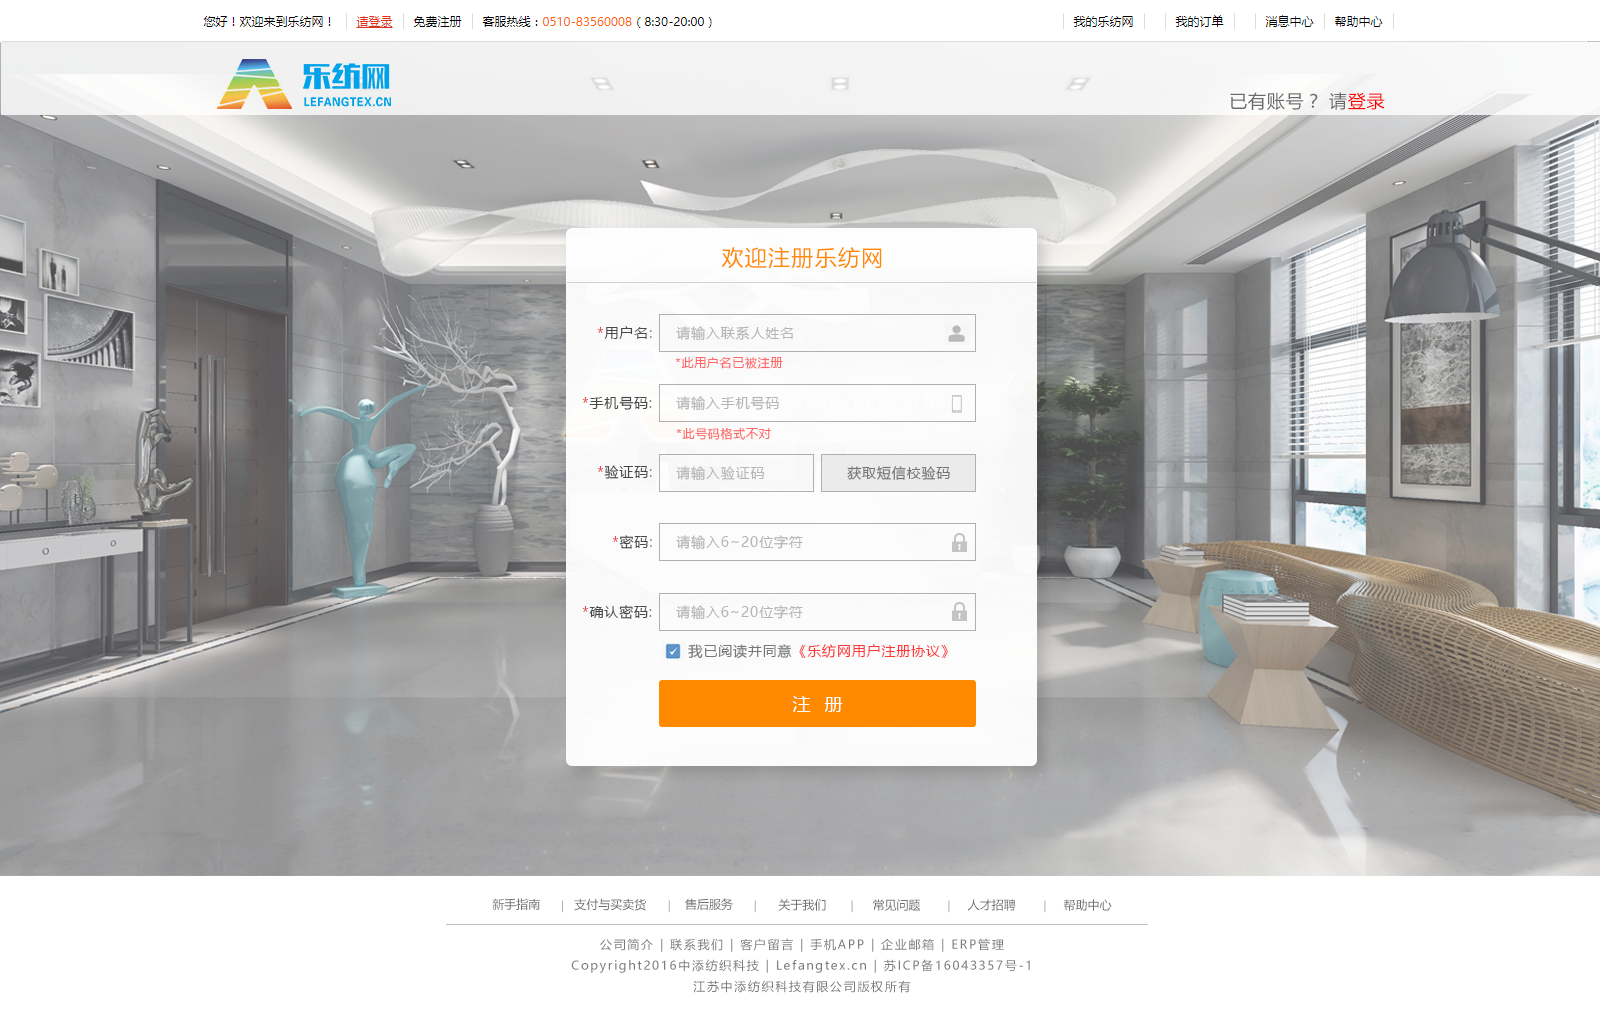 您好！欢迎来到乐纺网！ 请登录 免费注册 客服热线：0510-83560008（8:30-20:00） 我的乐纺网 我的订单 消息中心 帮助中心
乐纺网
LEFANGTEX.CN
已有账号？ 请登录
欢迎注册乐纺网
*用户名: 请输入联系人姓名
*此用户名已被注册
*手机号码: 请输入手机号码
*此号码格式不对
*验证码: 请输入验证码 获取短信校验码
*密码: 请输入6~20位字符
*确认密码: 请输入6~20位字符
我已阅读并同意《乐纺网用户注册协议》
注 册
新手指南 | 支付与买卖货 | 售后服务 | 关于我们 | 常见问题 | 人才招聘 | 帮助中心
公司简介 | 联系我们 | 客户留言 | 手机APP | 企业邮箱 | ERP管理
Copyright2016中添纺织科技 | Lefangtex.cn | 苏ICP备16043357号-1
江苏中添纺织科技有限公司版权所有